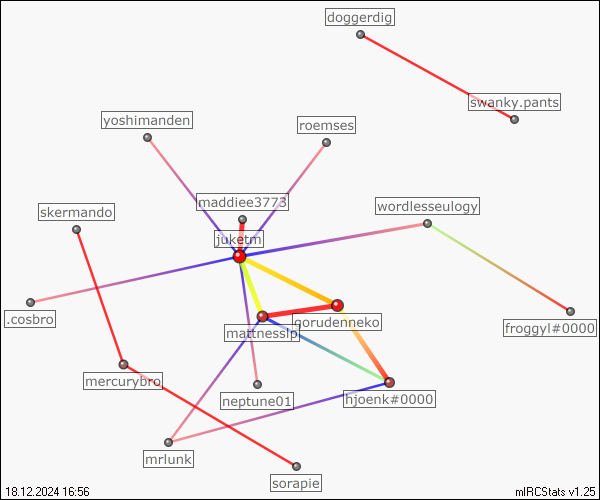 doggerdig
swanky.pants
yoshimanden
roemses
maddiee3773
wordlesseulogy
skermando
juketm
.cosbro
gorudenneko
mattnesslp
froggyl#0000
mercurybro
neptune01
hjoenk#0000
mrlunk
sorapie
18.12.2024 16:56
mIRCStats v1.25